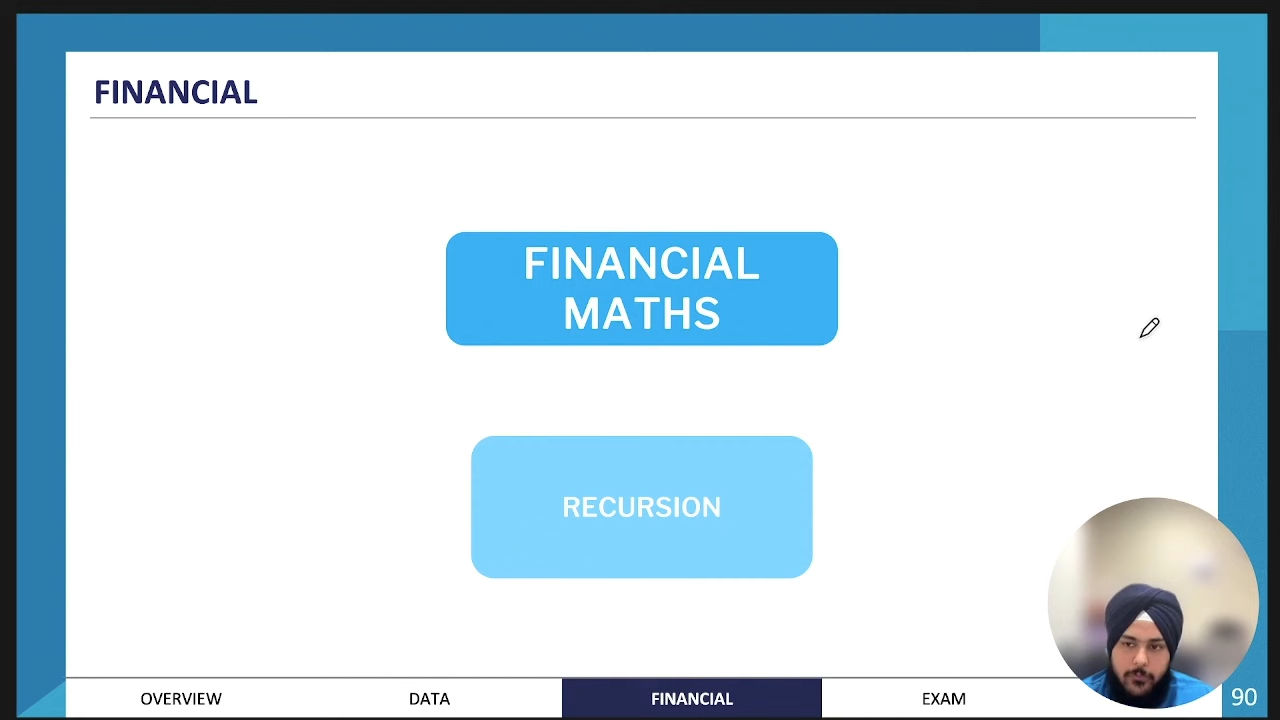 FINANCIAL
FINANCIAL
MATHS
RECURSION
OVERVIEW
DATA
FINANCIAL
EXAM
90